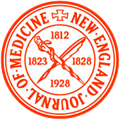 NEW · ENGLAND · JOURNAL · OF · MEDICINE
1812
1823
1828
1928